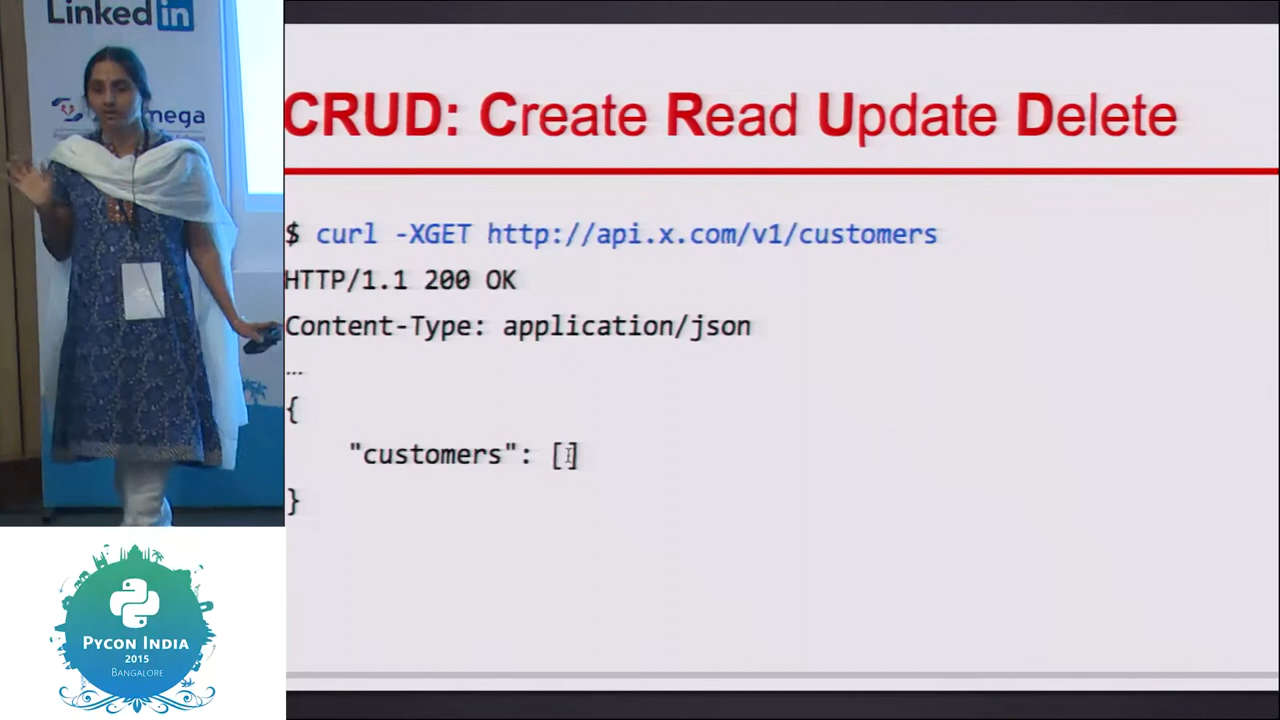 Linked in
mega
CRUD: Create Read Update Delete
$ curl -XGET http://api.x.com/v1/customers
HTTP/1.1 200 OK
Content-Type: application/json
…
{
"customers": []
}
PYCON INDIA
2015
BANGALORE